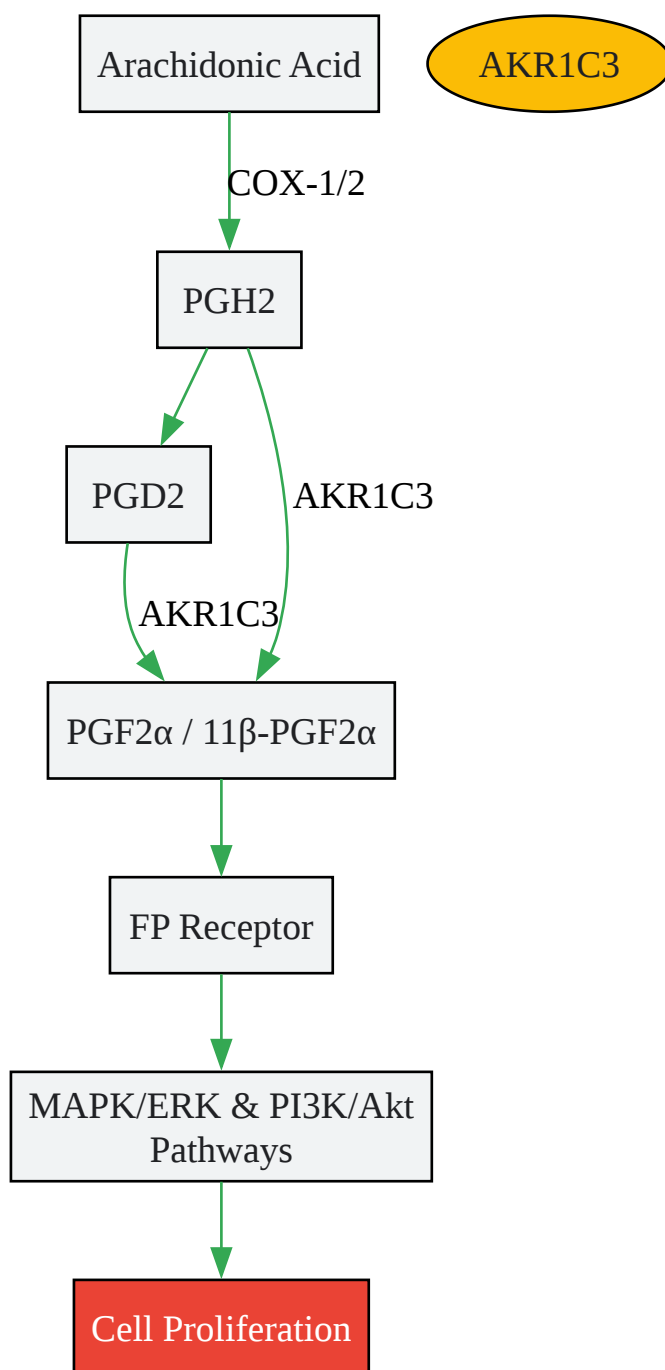 Arachidonic Acid
AKR1C3
COX-1/2
PGH2
PGD2
AKR1C3
AKR1C3
PGF2α / 11β-PGF2α
FP Receptor
MAPK/ERK & PI3K/Akt
Pathways
Cell Proliferation